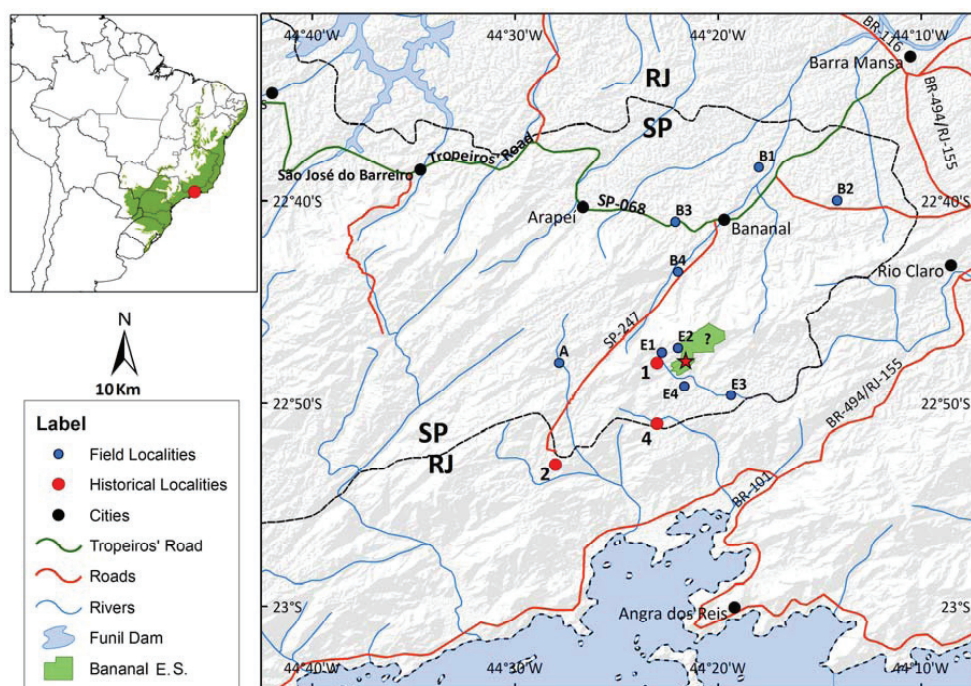 44°40'W 44°30'W 44°20'W 44°10'W
BR-116
Barra Mansa
RJ
SP
BR-494/RJ-155
Tropeiros' Road
São José do Barreiro
B1
B2
22°40'S
SP-068
Arapeí
B3
Bananal
B4
Rio Claro
SP-247
E2
?
E1
A
1
E4
E3
BR-494/RJ-155
22°50'S
SP
RJ
4
2
BR-101
23°S
Angra dos Reis
44°40'W 44°30'W 44°20'W 44°10'W
N
10Km
Label
Field Localities
Historical Localities
Cities
Tropeiros' Road
Roads
Rivers
Funil Dam
Bananal E.S.
22°40'S
22°50'S
23°S